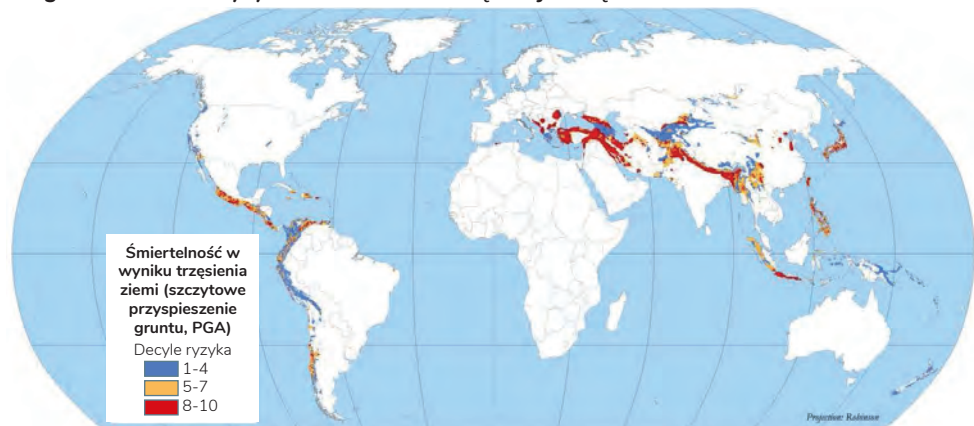 Śmiertelność w
wyniku trzęsienia
ziemi (szczytowe
przyspieszenie
gruntu, PGA)
Decyle ryzyka
1-4
5-7
8-10
Projection: Robinson